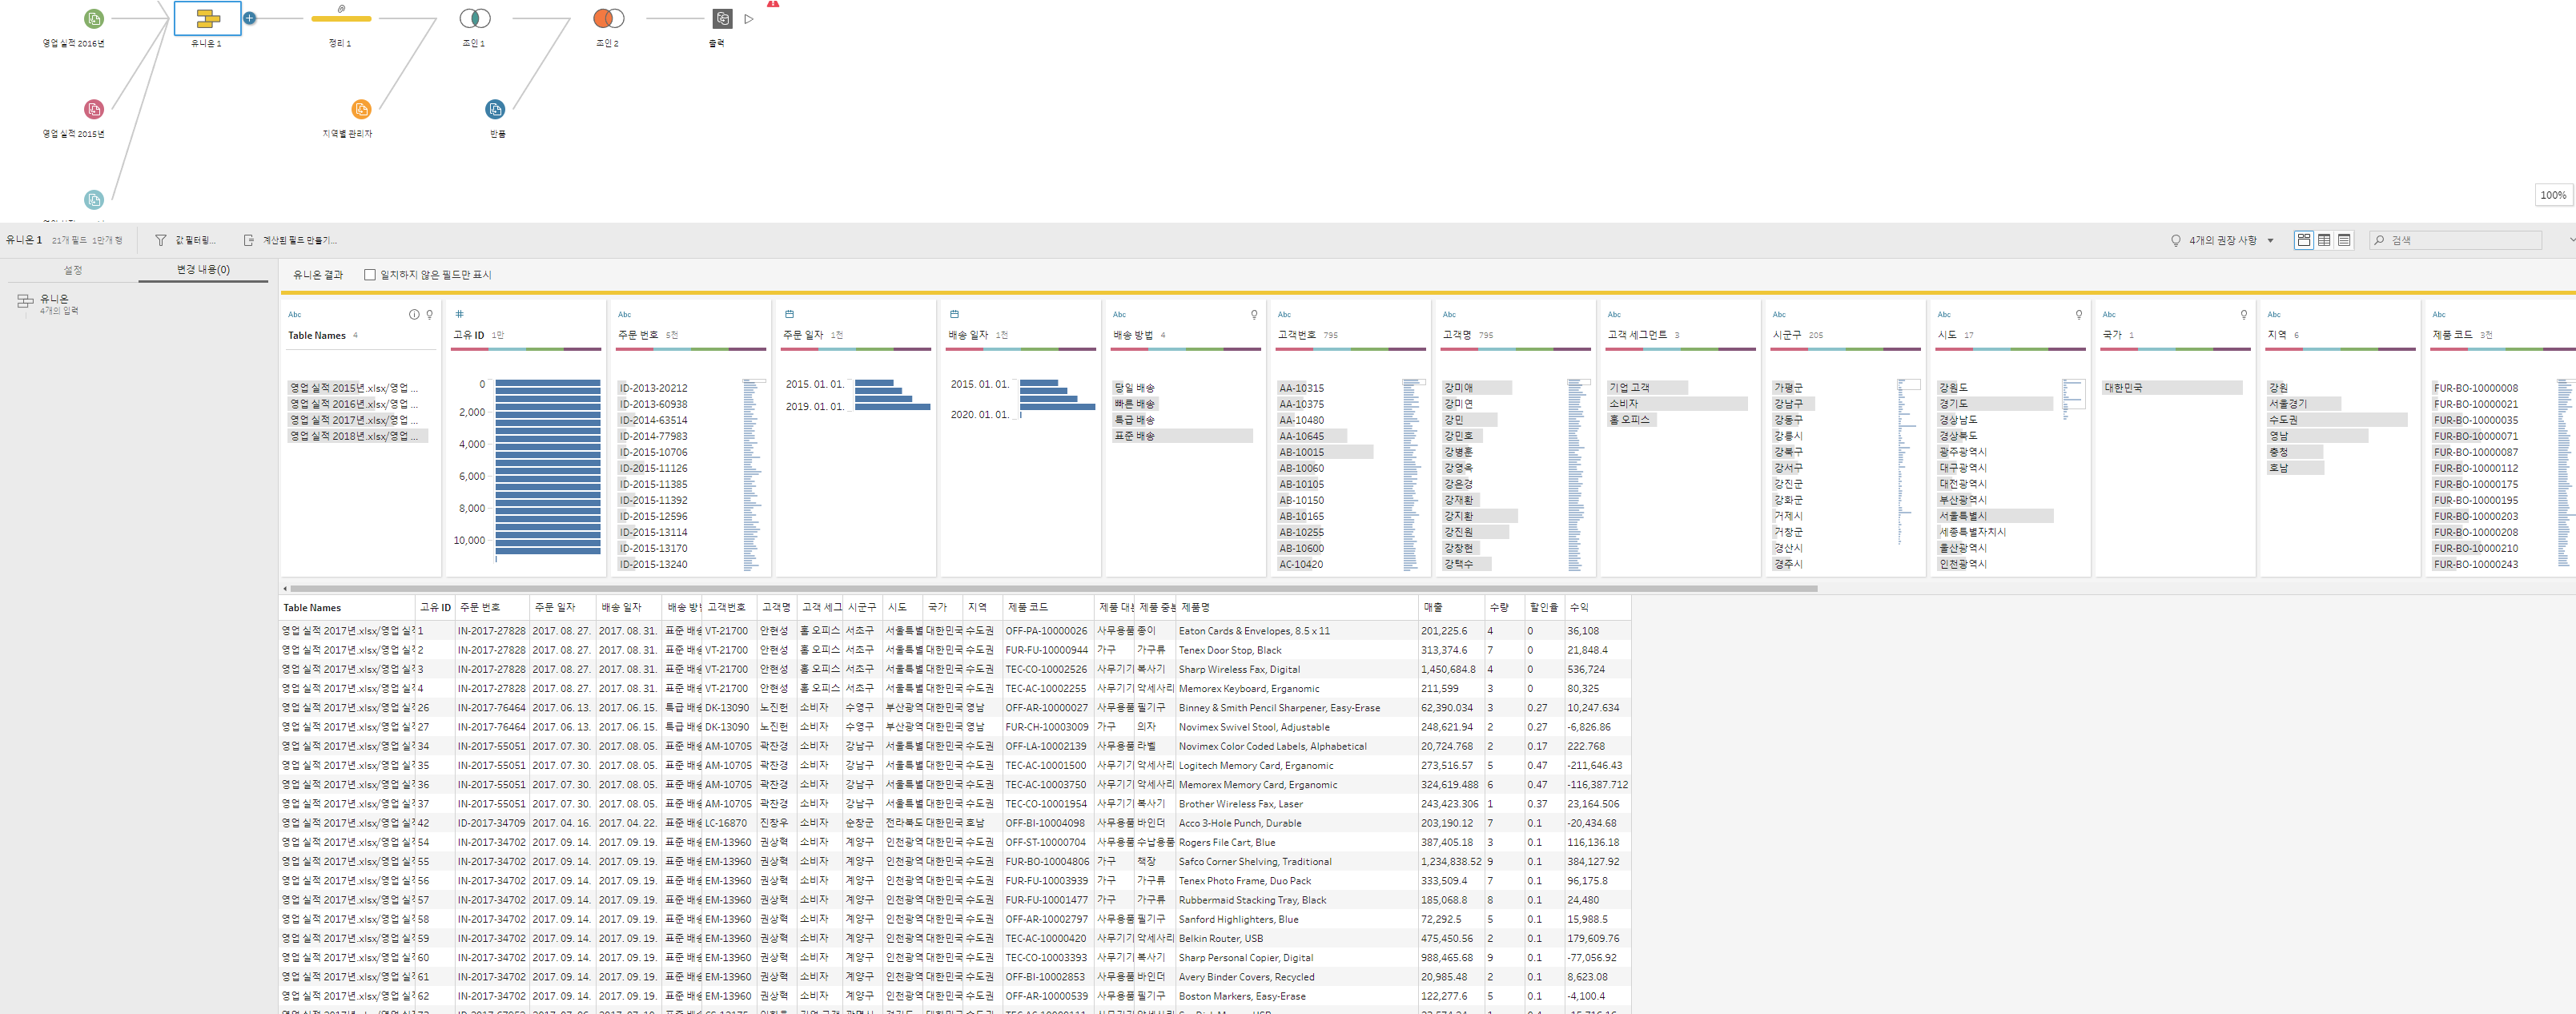 영업 실적 2016년
유니온 1
정리 1
조인 1
조인 2
출력
영업 실적 2015년
지역별 관리자
반품
100%
유니온 1 21개 필드 1만개 행
값 필터링...
계산된 필드 만들기...
4개의 권장 사항
검색
설정
변경 내용(0)
유니온
4개의 입력
유니온 결과
일치하지 않은 필드만 표시
Abc
Table Names 4
영업 실적 2015년.xlsx/영업 ...
영업 실적 2016년.xlsx/영업 ...
영업 실적 2017년.xlsx/영업 ...
영업 실적 2018년.xlsx/영업 ...
#
고유 ID 1만
0
2,000
4,000
6,000
8,000
10,000
Abc
주문 번호 5천
ID-2013-20212
ID-2013-60938
ID-2014-63514
ID-2014-77983
ID-2015-10706
ID-2015-11126
ID-2015-11385
ID-2015-11392
ID-2015-12596
ID-2015-13114
ID-2015-13170
ID-2015-13240
주문 일자 1천
2015. 01. 01.
2019. 01. 01.
배송 일자 1천
2015. 01. 01.
2020. 01. 01.
Abc
배송 방법 4
당일 배송
빠른 배송
특급 배송
표준 배송
Abc
고객번호 795
AA-10315
AA-10375
AA-10480
AA-10645
AB-10015
AB-10060
AB-10105
AB-10150
AB-10165
AB-10255
AB-10600
AC-10420
Abc
고객명 795
강미애
강미연
강민
강민호
강병훈
강영옥
강은경
강재환
강지환
강진원
강창현
강택수
Abc
고객 세그먼트 3
기업 고객
소비자
홈 오피스
Abc
시군구 205
가평군
강남구
강동구
강릉시
강북구
강서구
강진군
강화군
거제시
거창군
경산시
경주시
Abc
시도 17
강원도
경기도
경상남도
경상북도
광주광역시
대구광역시
대전광역시
부산광역시
서울특별시
세종특별자치시
울산광역시
인천광역시
Abc
국가 1
대한민국
Abc
지역 6
강원
서울경기
수도권
영남
충청
호남
Abc
제품 코드 3천
FUR-BO-10000008
FUR-BO-10000021
FUR-BO-10000035
FUR-BO-10000071
FUR-BO-10000087
FUR-BO-10000112
FUR-BO-10000175
FUR-BO-10000195
FUR-BO-10000203
FUR-BO-10000208
FUR-BO-10000210
FUR-BO-10000243
Table Names 고유 ID 주문 번호 주문 일자 배송 일자 배송 방법 고객번호 고객명 고객 세그 시군구 시도 국가 지역 제품 코드 제품 대 제품 중 제품명 매출 수량 할인율 수익
영업 실적 2017년.xlsx/영업 실적 1 IN-2017-27828 2017. 08. 27. 2017. 08. 31. 표준 배송 VT-21700 안현성 홈 오피스 서초구 서울특별 대한민국 수도권 OFF-PA-10000026 사무용품 종이 Eaton Cards & Envelopes, 8.5 x 11 201,225.6 4 0 36,108
영업 실적 2017년.xlsx/영업 실적 2 IN-2017-27828 2017. 08. 27. 2017. 08. 31. 표준 배송 VT-21700 안현성 홈 오피스 서초구 서울특별 대한민국 수도권 FUR-FU-10000944 가구 가구류 Tenex Door Stop, Black 313,374.6 7 0 21,848.4
영업 실적 2017년.xlsx/영업 실적 3 IN-2017-27828 2017. 08. 27. 2017. 08. 31. 표준 배송 VT-21700 안현성 홈 오피스 서초구 서울특별 대한민국 수도권 TEC-CO-10002526 사무기기 복사기 Sharp Wireless Fax, Digital 1,450,684.8 4 0 536,724
영업 실적 2017년.xlsx/영업 실적 4 IN-2017-27828 2017. 08. 27. 2017. 08. 31. 표준 배송 VT-21700 안현성 홈 오피스 서초구 서울특별 대한민국 수도권 TEC-AC-10002255 사무기기 악세사리 Memorex Keyboard, Erganomic 211,599 3 0 80,325
영업 실적 2017년.xlsx/영업 실적 26 IN-2017-76464 2017. 06. 13. 2017. 06. 15. 특급 배송 DK-13090 노진헌 소비자 수영구 부산광역 대한민국 영남 OFF-AR-10000027 사무용품 필기구 Binney & Smith Pencil Sharpener, Easy-Erase 62,390.034 3 0.27 10,247.634
영업 실적 2017년.xlsx/영업 실적 27 IN-2017-76464 2017. 06. 13. 2017. 06. 15. 특급 배송 DK-13090 노진헌 소비자 수영구 부산광역 대한민국 영남 FUR-CH-10003009 가구 의자 Novimex Swivel Stool, Adjustable 248,621.94 2 0.27 -6,826.86
영업 실적 2017년.xlsx/영업 실적 34 IN-2017-55051 2017. 07. 30. 2017. 08. 05. 표준 배송 AM-10705 곽찬경 소비자 강남구 서울특별 대한민국 수도권 OFF-LA-10002139 사무용품 라벨 Novimex Color Coded Labels, Alphabetical 20,724.768 2 0.17 222.768
영업 실적 2017년.xlsx/영업 실적 35 IN-2017-55051 2017. 07. 30. 2017. 08. 05. 표준 배송 AM-10705 곽찬경 소비자 강남구 서울특별 대한민국 수도권 TEC-AC-10001500 사무기기 악세사리 Logitech Memory Card, Erganomic 273,516.57 5 0.47 -211,646.43
영업 실적 2017년.xlsx/영업 실적 36 IN-2017-55051 2017. 07. 30. 2017. 08. 05. 표준 배송 AM-10705 곽찬경 소비자 강남구 서울특별 대한민국 수도권 TEC-AC-10003750 사무기기 악세사리 Memorex Memory Card, Erganomic 324,619.488 6 0.47 -116,387.712
영업 실적 2017년.xlsx/영업 실적 37 IN-2017-55051 2017. 07. 30. 2017. 08. 05. 표준 배송 AM-10705 곽찬경 소비자 강남구 서울특별 대한민국 수도권 TEC-CO-10001954 사무기기 복사기 Brother Wireless Fax, Laser 243,423.306 1 0.37 23,164.506
영업 실적 2017년.xlsx/영업 실적 42 ID-2017-34709 2017. 04. 16. 2017. 04. 22. 표준 배송 LC-16870 진창우 소비자 순창군 전라북도 대한민국 호남 OFF-BI-10004098 사무용품 바인더 Acco 3-Hole Punch, Durable 203,190.12 7 0.1 -20,434.68
영업 실적 2017년.xlsx/영업 실적 54 IN-2017-34702 2017. 09. 14. 2017. 09. 19. 표준 배송 EM-13960 권상혁 소비자 계양구 인천광역 대한민국 수도권 OFF-ST-10000704 사무용품 수납용품 Rogers File Cart, Blue 387,405.18 3 0.1 116,136.18
영업 실적 2017년.xlsx/영업 실적 55 IN-2017-34702 2017. 09. 14. 2017. 09. 19. 표준 배송 EM-13960 권상혁 소비자 계양구 인천광역 대한민국 수도권 FUR-BO-10004806 가구 책장 Safco Corner Shelving, Traditional 1,234,838.52 9 0.1 384,127.92
영업 실적 2017년.xlsx/영업 실적 56 IN-2017-34702 2017. 09. 14. 2017. 09. 19. 표준 배송 EM-13960 권상혁 소비자 계양구 인천광역 대한민국 수도권 FUR-FU-10003939 가구 가구류 Tenex Photo Frame, Duo Pack 333,509.4 7 0.1 96,175.8
영업 실적 2017년.xlsx/영업 실적 57 IN-2017-34702 2017. 09. 14. 2017. 09. 19. 표준 배송 EM-13960 권상혁 소비자 계양구 인천광역 대한민국 수도권 FUR-FU-10001477 가구 가구류 Rubbermaid Stacking Tray, Black 185,068.8 8 0.1 24,480
영업 실적 2017년.xlsx/영업 실적 58 IN-2017-34702 2017. 09. 14. 2017. 09. 19. 표준 배송 EM-13960 권상혁 소비자 계양구 인천광역 대한민국 수도권 OFF-AR-10002797 사무용품 필기구 Sanford Highlighters, Blue 72,292.5 5 0.1 15,988.5
영업 실적 2017년.xlsx/영업 실적 59 IN-2017-34702 2017. 09. 14. 2017. 09. 19. 표준 배송 EM-13960 권상혁 소비자 계양구 인천광역 대한민국 수도권 TEC-AC-10000420 사무기기 악세사리 Belkin Router, USB 475,450.56 2 0.1 179,609.76
영업 실적 2017년.xlsx/영업 실적 60 IN-2017-34702 2017. 09. 14. 2017. 09. 19. 표준 배송 EM-13960 권상혁 소비자 계양구 인천광역 대한민국 수도권 TEC-CO-10003393 사무기기 복사기 Sharp Personal Copier, Digital 988,465.68 9 0.1 -77,056.92
영업 실적 2017년.xlsx/영업 실적 61 IN-2017-34702 2017. 09. 14. 2017. 09. 19. 표준 배송 EM-13960 권상혁 소비자 계양구 인천광역 대한민국 수도권 OFF-BI-10002853 사무용품 바인더 Avery Binder Covers, Recycled 20,985.48 2 0.1 8,623.08
영업 실적 2017년.xlsx/영업 실적 62 IN-2017-34702 2017. 09. 14. 2017. 09. 19. 표준 배송 EM-13960 권상혁 소비자 계양구 인천광역 대한민국 수도권 OFF-AR-10000539 사무용품 필기구 Boston Markers, Easy-Erase 122,277.6 5 0.1 -4,100.4